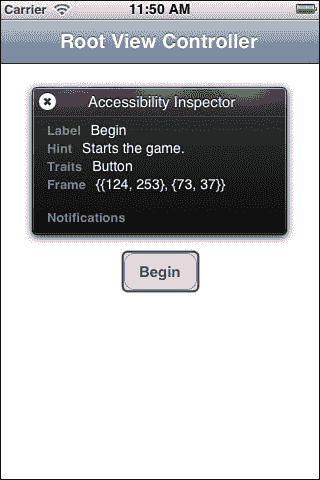 Carrier 11:50 AM
Root View Controller
Accessibility Inspector
Label Begin
Hint Starts the game.
Traits Button
Frame {{124, 253}, {73, 37}}
Notifications
Begin